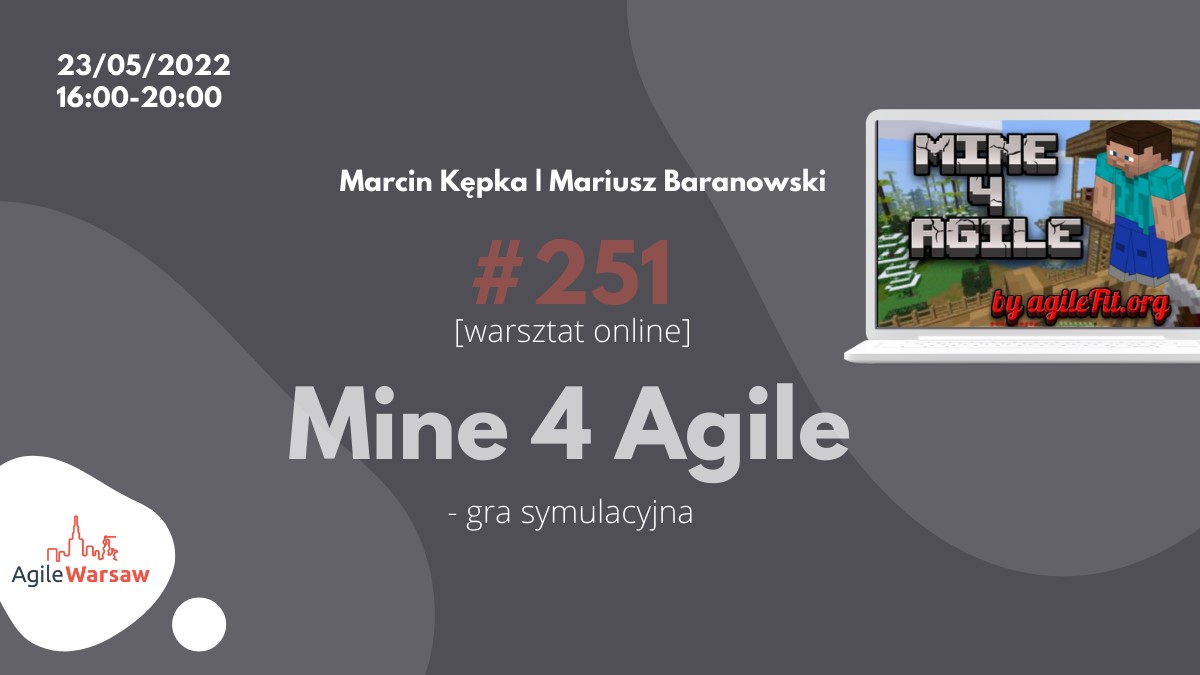 23/05/2022
16:00-20:00
Marcin Kępka | Mariusz Baranowski
#251
[warsztat online]
Mine 4 Agile
- gra symulacyjna
MINE
4
AGILE
by agileFit.org
AgileWarsaw